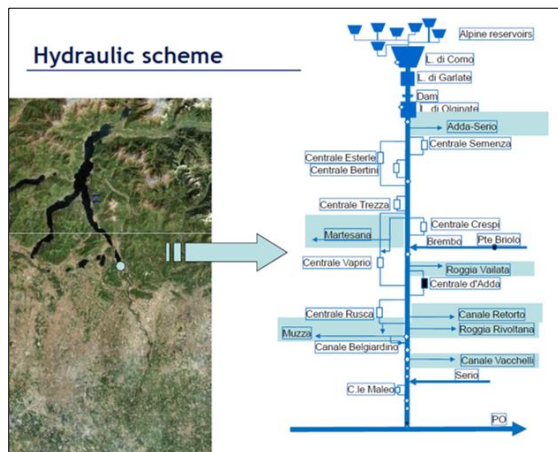 Hydraulic scheme
Alpine reservoirs
L. di Como
L. di Garlate
Dam
L. di Olginate
Adda-Serio
Centrale Semenza
Centrale Esterle
Centrale Bertini
Centrale Trezza
Centrale Crespi
Martesana
Brembo
Pte Briolo
Centrale Vaprio
Roggia Vailata
Centrale d'Adda
Centrale Rusca
Canale Retorto
Roggia Rivoltana
Muzza
Canale Belgiardino
Canale Vacchelli
Serio
C.le Maleo
PO